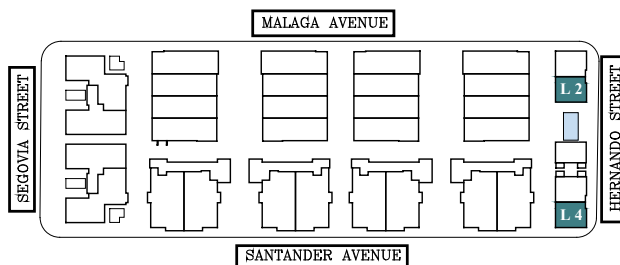 MALAGA AVENUE
SEGOVIA STREET
HERNANDO STREET
L 2
L 4
SANTANDER AVENUE